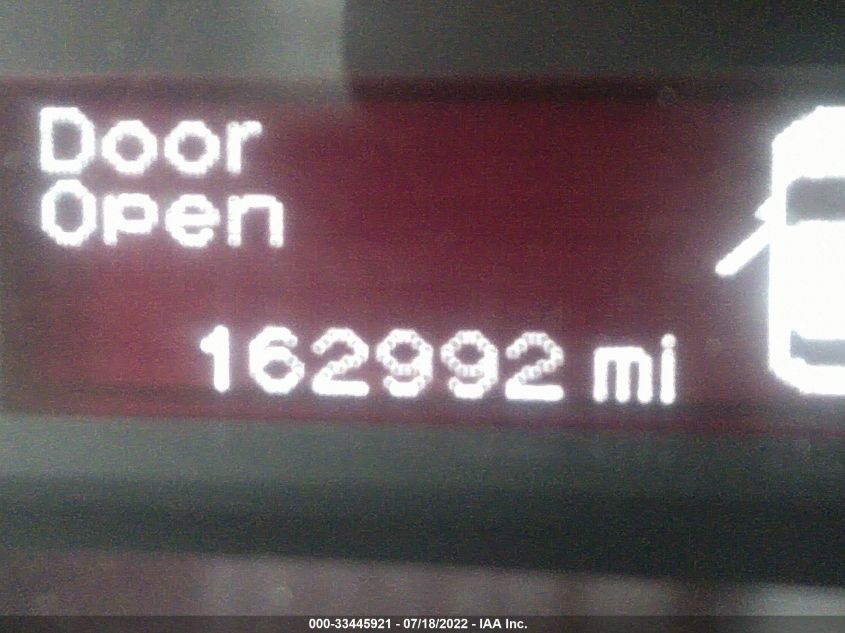 Door
Open
162992 mi
000-33445921 - 07/18/2022 - IAA Inc.